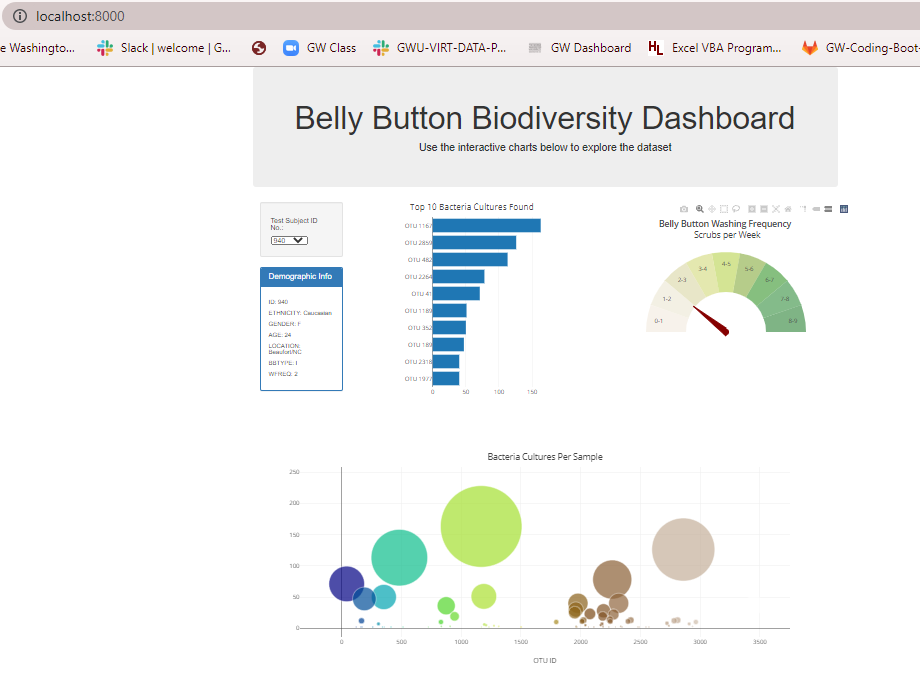 localhost:8000
e Washingto...
Slack | welcome | G...
GW Class
GWU-VIRT-DATA-P...
GW Dashboard
HL
Excel VBA Program...
GW-Coding-Boot-
Belly Button Biodiversity Dashboard
Use the interactive charts below to explore the dataset
Test Subject ID
No.:
940
Demographic Info
ID: 940
ETHNICITY: Caucasian
GENDER: F
AGE: 24
LOCATION:
Beaufort/NC
BBTYPE: I
WFREQ: 2
Top 10 Bacteria Cultures Found
OTU 1167
OTU 2859
OTU 482
OTU 2264
OTU 41
OTU 1189
OTU 352
OTU 189
OTU 2318
OTU 1977
0 50 100 150
Belly Button Washing Frequency
Scrubs per Week
0-1
1-2
2-3
3-4
4-5
5-6
6-7
7-8
8-9
Bacteria Cultures Per Sample
250
200
150
100
50
0
0 500 1000 1500 2000 2500 3000 3500
OTU ID